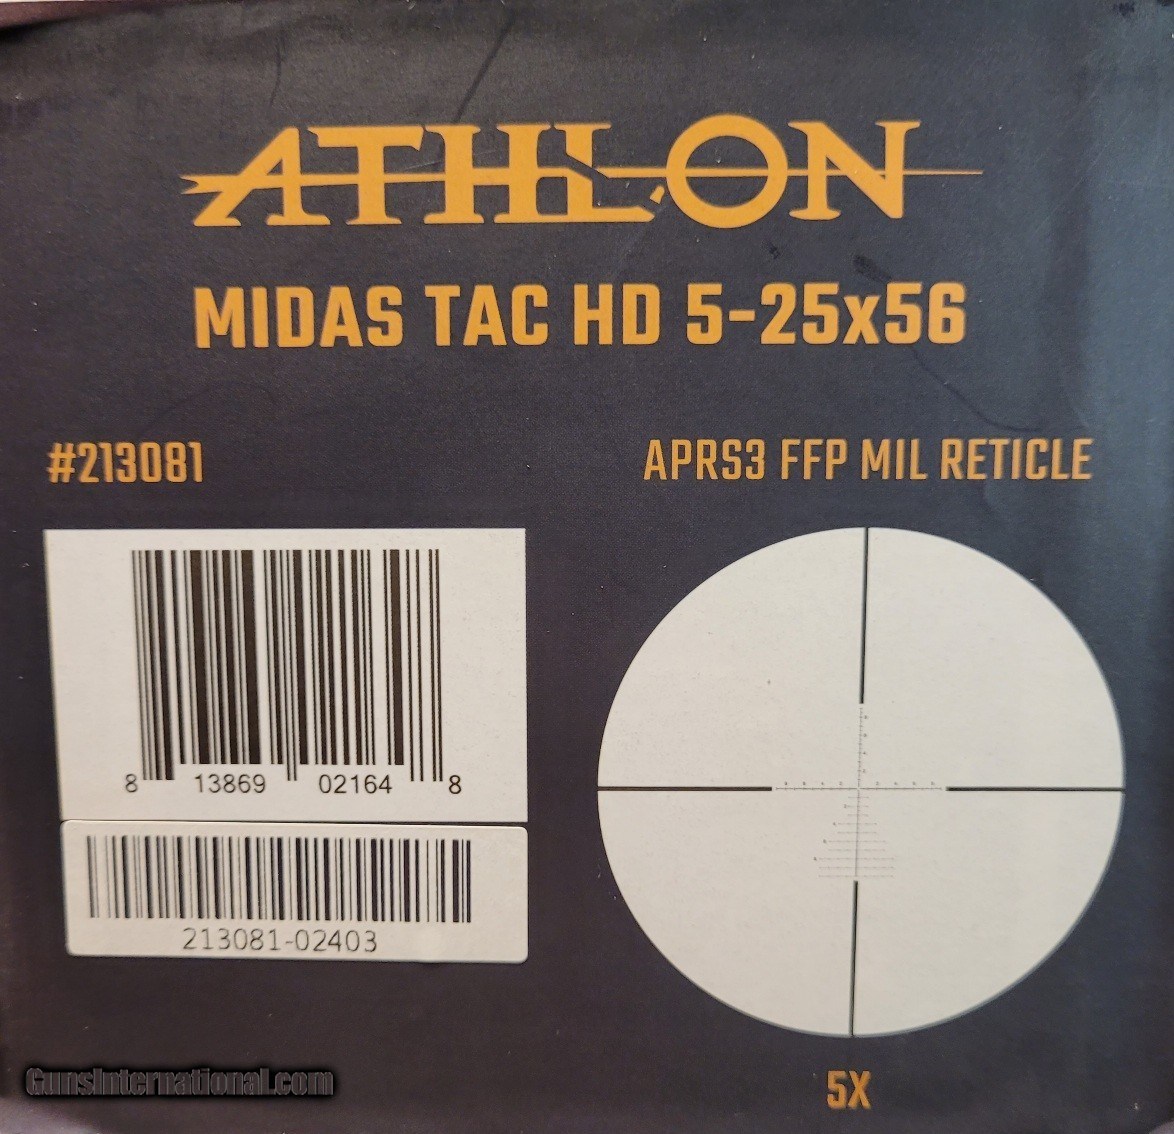 ATHLON
MIDAS TAC HD 5-25x56
#213081
APRS3 FFP MIL RETICLE
8 13869 02164 8
213081-02403
5X
GunsInternational.com